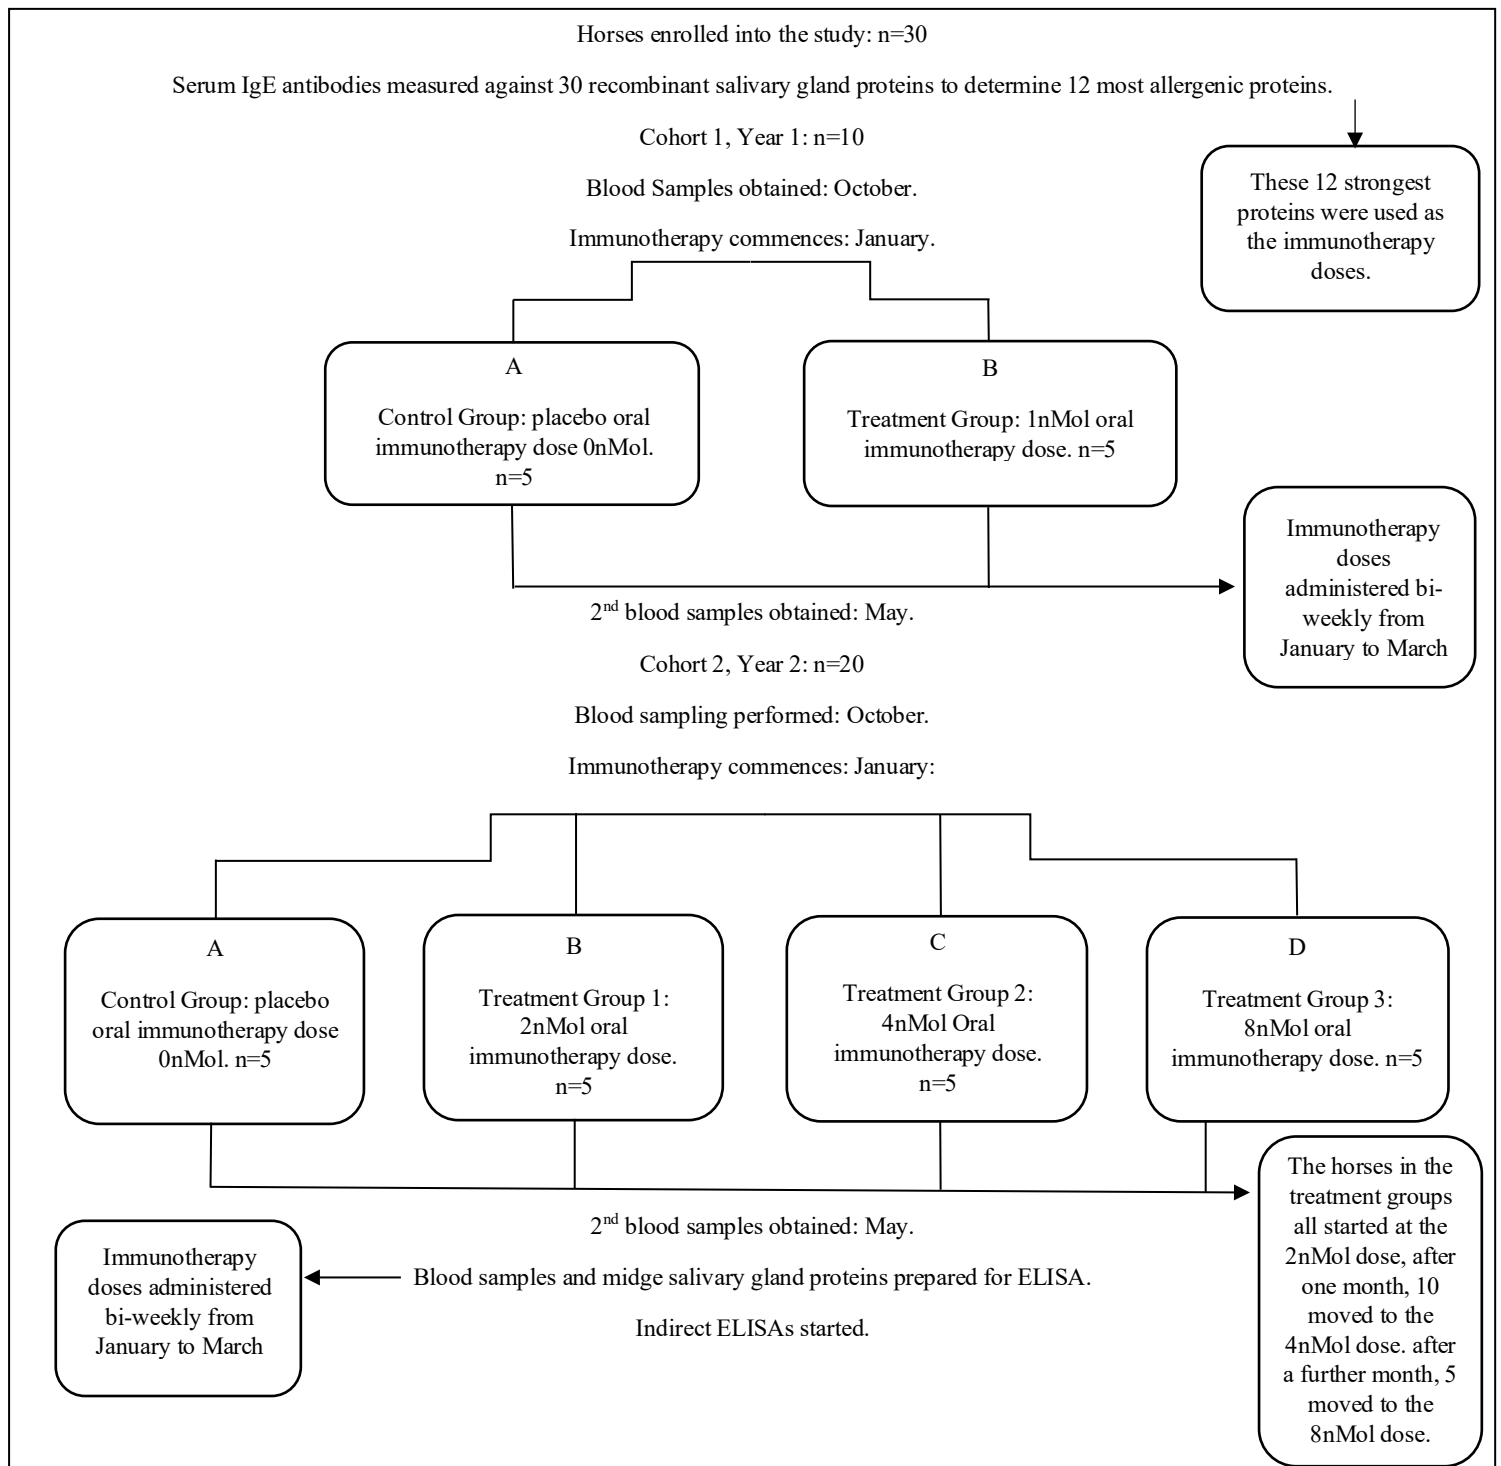 Horses enrolled into the study: n=30
Serum IgE antibodies measured against 30 recombinant salivary gland proteins to determine 12 most allergenic proteins.
Cohort 1, Year 1: n=10
Blood Samples obtained: October.
Immunotherapy commences: January.
These 12 strongest
proteins were used as
the immunotherapy
doses.
A
Control Group: placebo oral
immunotherapy dose 0nMol.
n=5
B
Treatment Group: 1nMol oral
immunotherapy dose. n=5
Immunotherapy
doses
administered bi-
weekly from
January to March
2nd blood samples obtained: May.
Cohort 2, Year 2: n=20
Blood sampling performed: October.
Immunotherapy commences: January:
A
Control Group: placebo
oral immunotherapy dose
0nMol. n=5
B
Treatment Group 1:
2nMol oral
immunotherapy dose.
n=5
C
Treatment Group 2:
4nMol Oral
immunotherapy dose.
n=5
D
Treatment Group 3:
8nMol oral
immunotherapy dose. n=5
The horses in the
treatment groups
all started at the
2nMol dose, after
one month, 10
moved to the
4nMol dose. after
a further month, 5
moved to the
8nMol dose.
2nd blood samples obtained: May.
Immunotherapy
doses administered
bi-weekly from
January to March
Blood samples and midge salivary gland proteins prepared for ELISA.
Indirect ELISAs started.